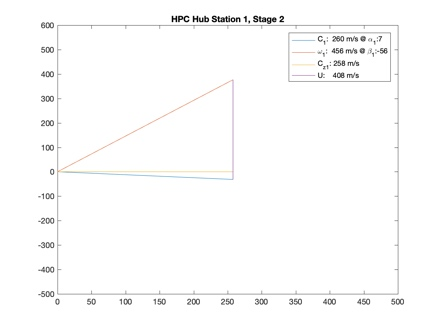 HPC Hub Station 1, Stage 2
C₁: 260 m/s @ α₁:7
ω₁: 456 m/s @ β₁:-56
C_z1: 258 m/s
U: 408 m/s
600
500
400
300
200
100
0
-100
-200
-300
-400
-500
0 50 100 150 200 250 300 350 400 450 500